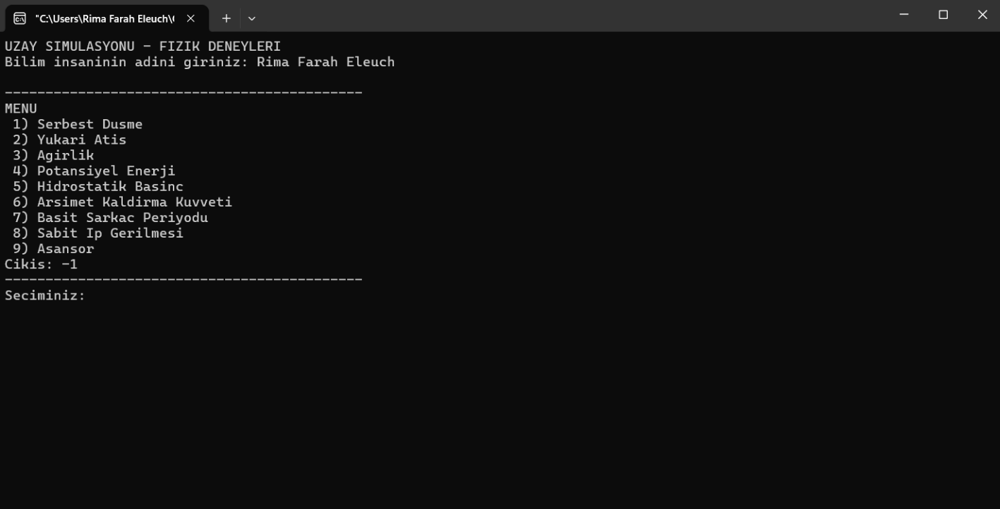 "C:\Users\Rima Farah Eleuch\
UZAY SIMULASYONU - FIZIK DENEYLERI
Bilim insaninin adini giriniz: Rima Farah Eleuch
--------------------------------------------
MENU
1) Serbest Dusme
2) Yukari Atis
3) Agirlik
4) Potansiyel Enerji
5) Hidrostatik Basinc
6) Arsimet Kaldirma Kuvveti
7) Basit Sarkac Periyodu
8) Sabit Ip Gerilmesi
9) Asansor
Cikis: -1
--------------------------------------------
Seciminiz: